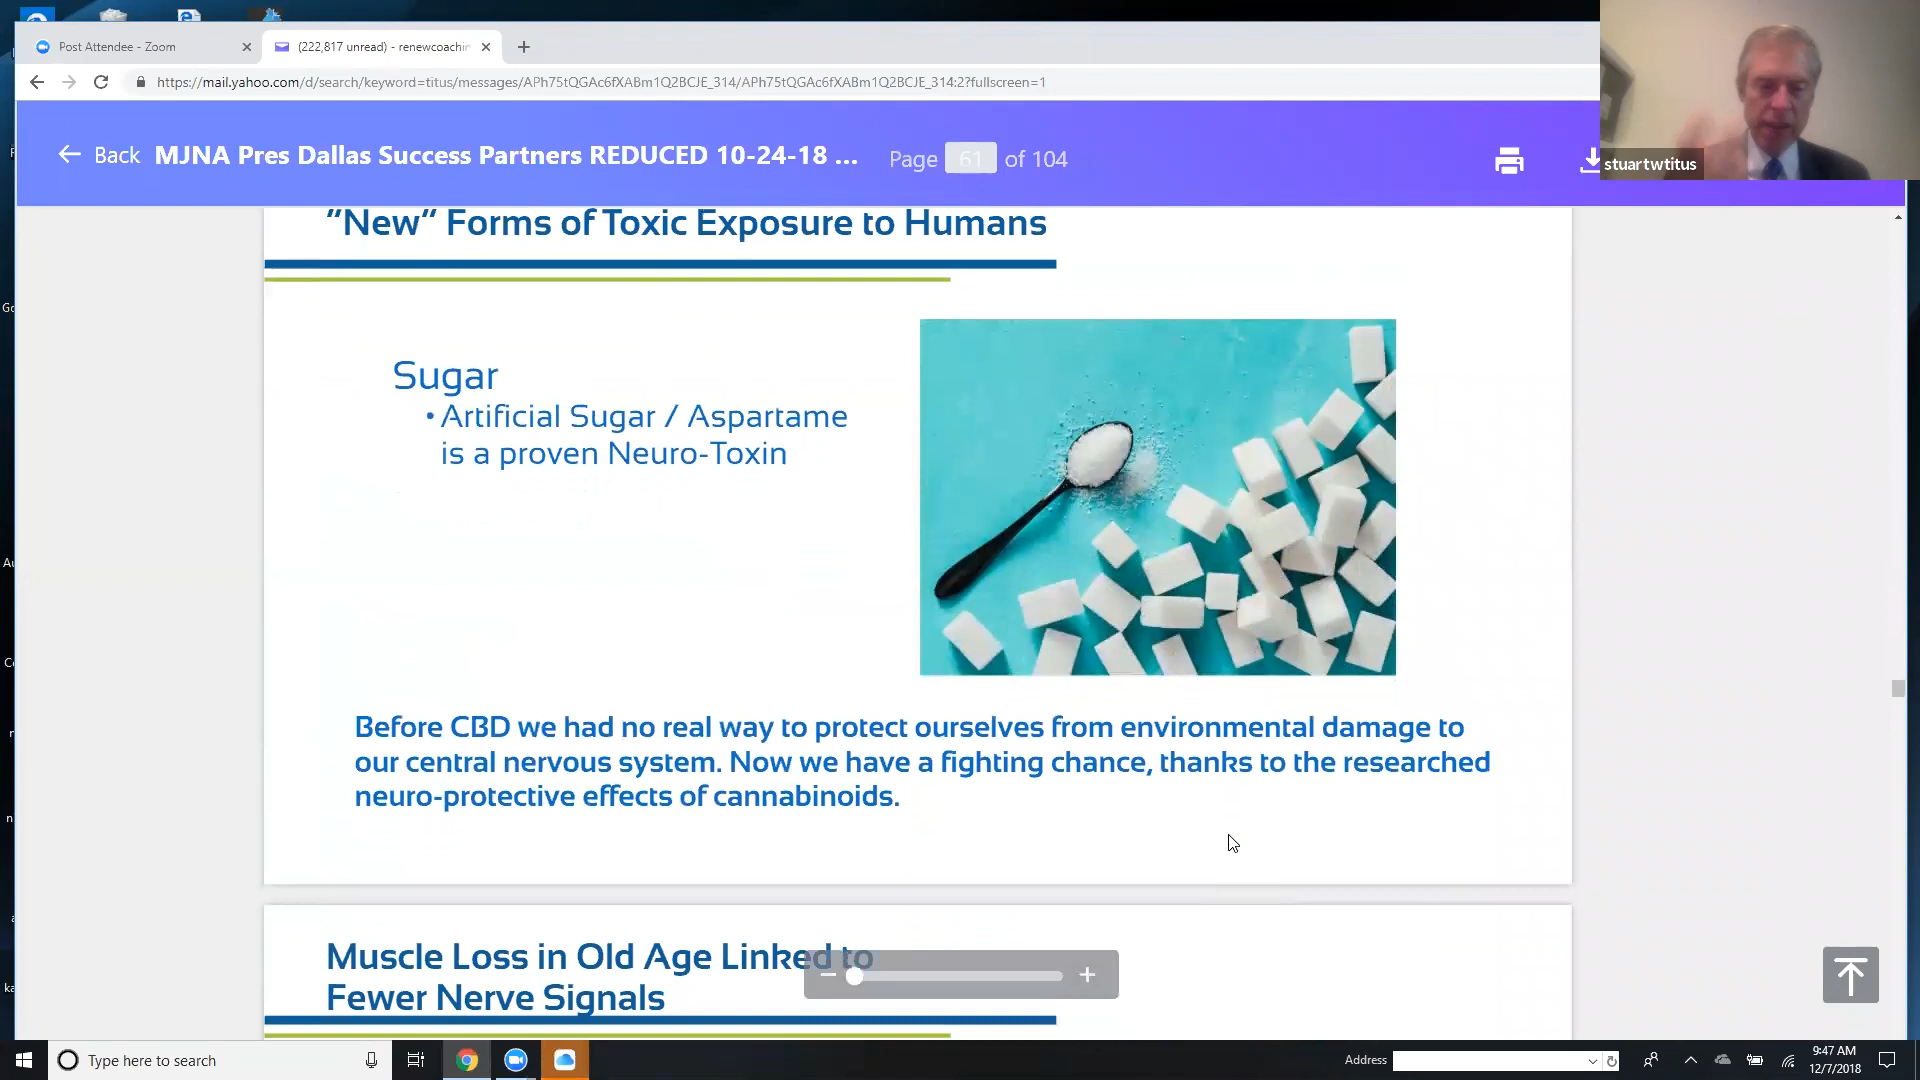 Post Attendee - Zoom
(222,817 unread) - renewcoachin
https://mail.yahoo.com/d/search/keyword=titus/messages/APh75tQGAc6fXABm1Q2BCJE_314/APh75tQGAc6fXABm1Q2BCJE_314:2?fullscreen=1
Back MJNA Pres Dallas Success Partners REDUCED 10-24-18 ... Page 61 of 104
stuartwtitus
"New" Forms of Toxic Exposure to Humans
Sugar
• Artificial Sugar / Aspartame
is a proven Neuro-Toxin
Before CBD we had no real way to protect ourselves from environmental damage to
our central nervous system. Now we have a fighting chance, thanks to the researched
neuro-protective effects of cannabinoids.
Muscle Loss in Old Age Linked to
Fewer Nerve Signals
Type here to search
Address
9:47 AM
12/7/2018